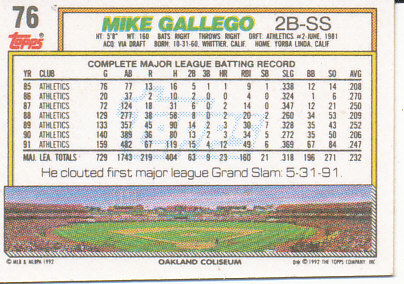 76
Topps
MIKE GALLEGO 2B-SS
HT: 5'8" WT: 160 BATS: RIGHT THROWS: RIGHT DRFT: ATHLETICS #2-JUNE, 1981
ACQ: VIA DRAFT BORN: 10-31-60, WHITTIER, CALIF. HOME: YORBA LINDA, CALIF.
COMPLETE MAJOR LEAGUE BATTING RECORD
YR CLUB G AB R H 2B 3B HR RBI SB SLG BB SO AVG
85 ATHLETICS 76 77 13 16 5 1 1 9 1 .338 12 14 .208
86 ATHLETICS 20 37 2 10 2 0 0 4 0 .324 1 6 .270
87 ATHLETICS 72 124 18 31 6 0 2 14 0 .347 12 21 .250
88 ATHLETICS 129 277 38 58 8 0 2 20 2 .260 34 53 .209
89 ATHLETICS 133 357 45 90 14 2 3 30 7 .328 35 43 .252
90 ATHLETICS 140 389 36 80 13 2 3 34 5 .272 35 50 .206
91 ATHLETICS 159 482 67 119 15 4 12 49 6 .369 67 84 .247
MAJ. LEA. TOTALS 729 1743 219 404 63 9 23 160 21 .318 196 271 .232
He clouted first major league Grand Slam: 5-31-91.
© MLB & MLBPA 1992
OAKLAND COLISEUM
© 1992 THE TOPPS COMPANY, INC.